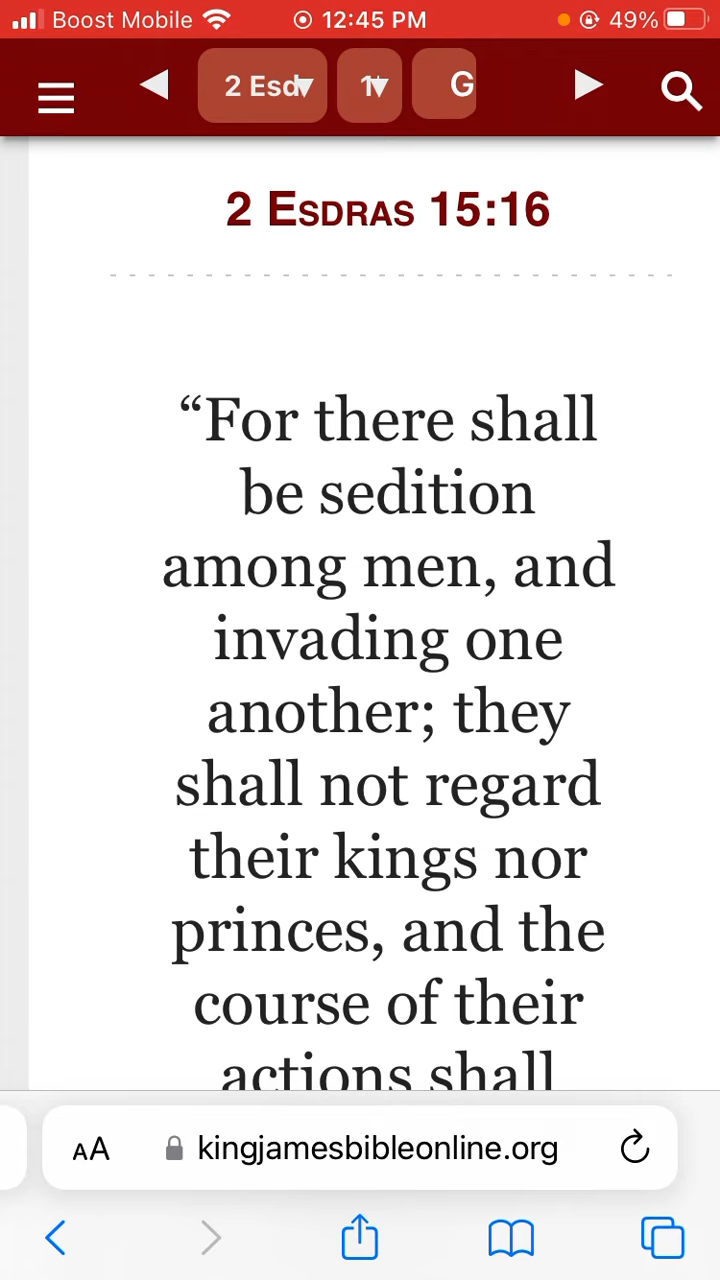 Boost Mobile 12:45 PM 49%
2 Esd 1 G
2 ESDRAS 15:16
“For there shall
be sedition
among men, and
invading one
another; they
shall not regard
their kings nor
princes, and the
course of their
actions shall
AA kingjamesbibleonline.org